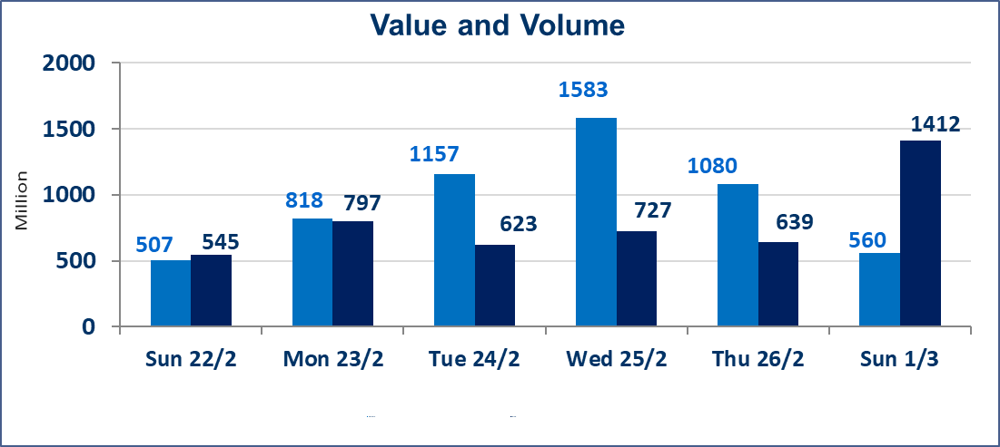 Value and Volume
2000
1500
1000
500
0
Million
507
545
818
797
1157
623
1583
727
1080
639
560
1412
Sun 22/2
Mon 23/2
Tue 24/2
Wed 25/2
Thu 26/2
Sun 1/3